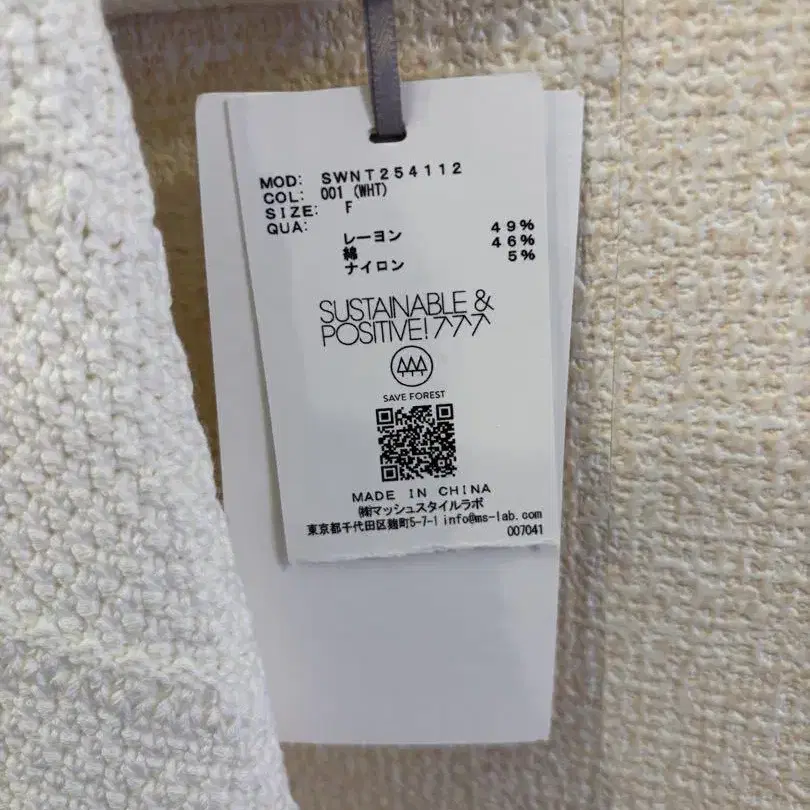 MOD: SWNT254112
COL: 001 (WHT)
SIZE: F
QUA:
レーヨン 49%
綿 46%
ナイロン 5%
SUSTAINABLE &
POSITIVE! ↗↗↗
SAVE FOREST
MADE IN CHINA
㈱マッシュスタイルラボ
東京都千代田区麹町5-7-1 info@ms-lab.com
007041